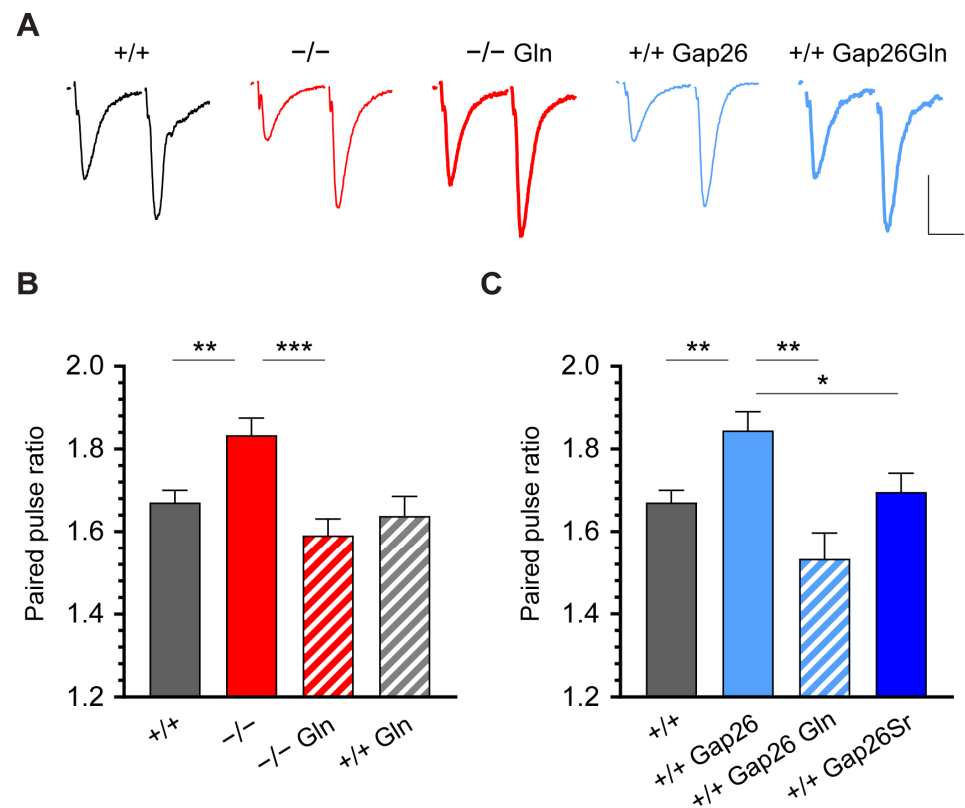 A
+/+
−/−
−/− Gln
+/+ Gap26
+/+ Gap26Gln
B
C
** ***
** **
*
2.0
1.8
1.6
1.4
1.2
Paired pulse ratio
+/+
−/−
−/− Gln
+/+ Gln
2.0
1.8
1.6
1.4
1.2
Paired pulse ratio
+/+
+/+ Gap26
+/+ Gap26 Gln
+/+ Gap26Sr